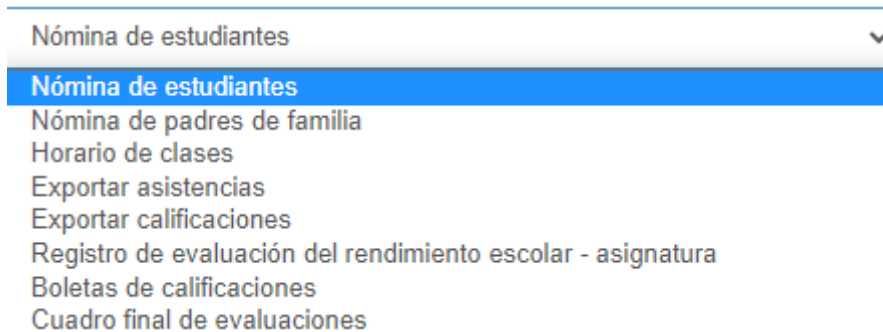 Nómina de estudiantes
Nómina de estudiantes
Nómina de padres de familia
Horario de clases
Exportar asistencias
Exportar calificaciones
Registro de evaluación del rendimiento escolar - asignatura
Boletas de calificaciones
Cuadro final de evaluaciones